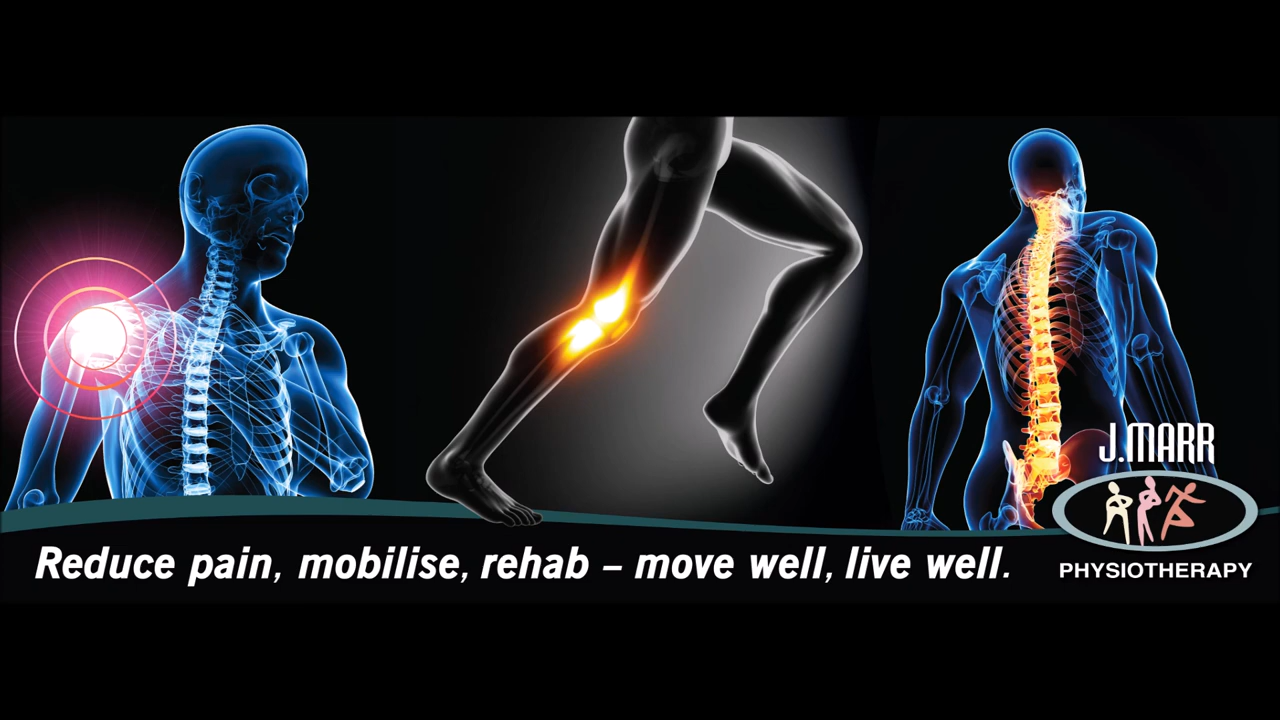 J.MARR
Reduce pain, mobilise, rehab – move well, live well.
PHYSIOTHERAPY